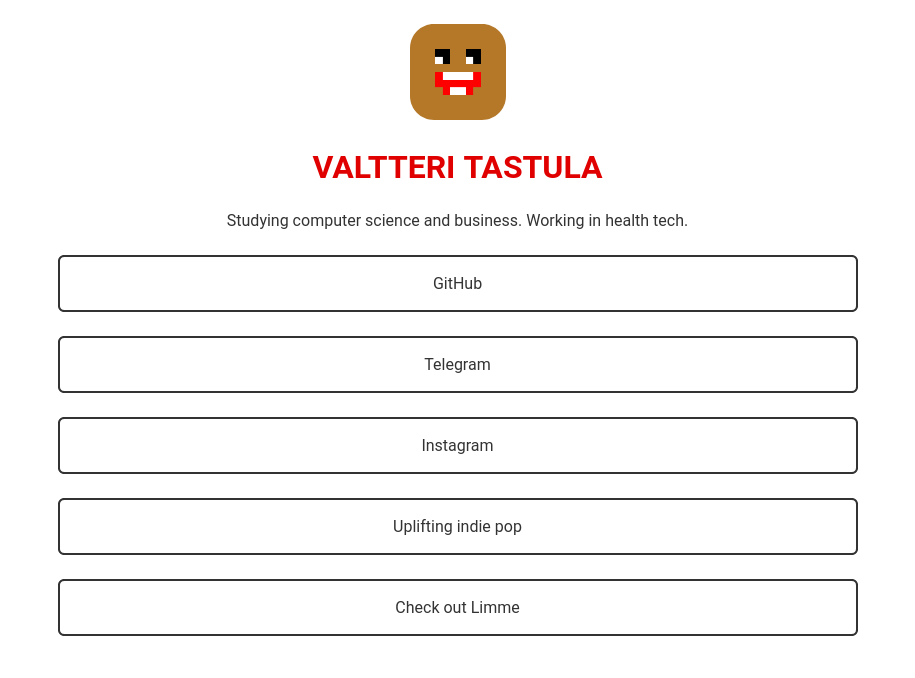 VALTTERI TASTULA
Studying computer science and business. Working in health tech.
GitHub
Telegram
Instagram
Uplifting indie pop
Check out Limme